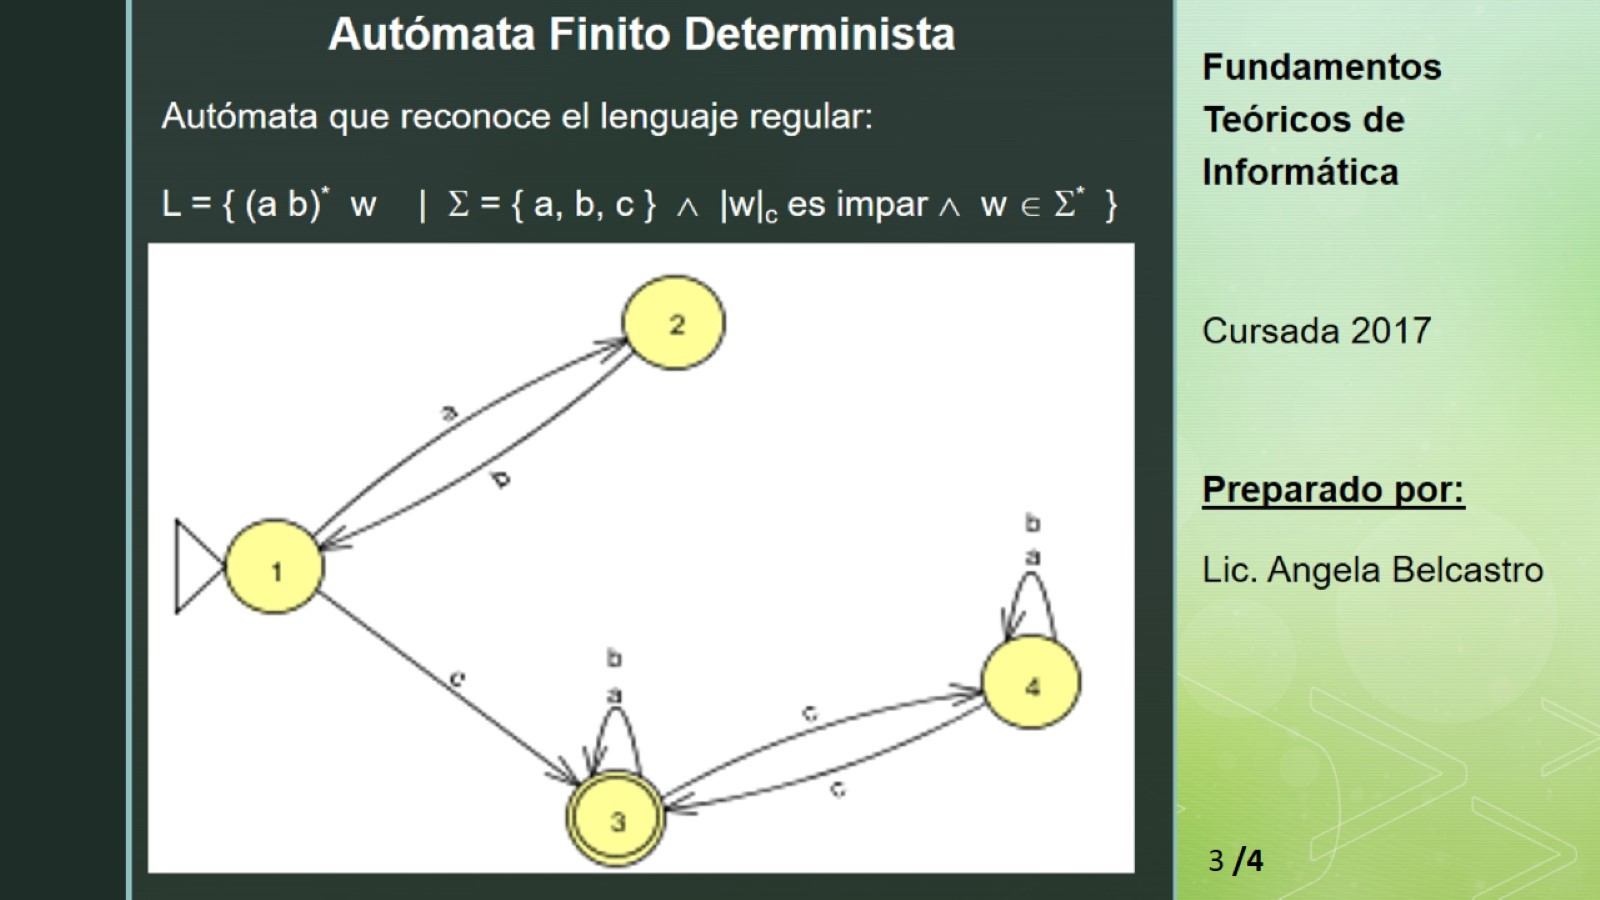 Autómata Finito Determinista
Autómata que reconoce el lenguaje regular:
L = { (a b)* w | Σ = { a, b, c } ∧ |w|c es impar ∧ w ∈ Σ* }
2
a
b
1
b
a
c
b
a
4
c
c
3
Fundamentos
Teóricos de
Informática
Cursada 2017
Preparado por:
Lic. Angela Belcastro
3 /4